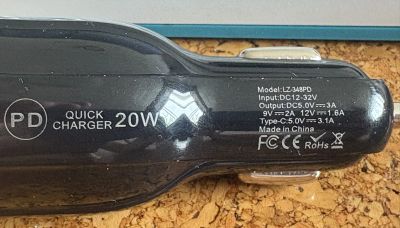 PD
QUICK
CHARGER 20W
Model:LZ-348PD
Input:DC12-32V
Output:DC5.0V⎓3A
9V⎓2A 12V⎓1.6A
Type-C:5.0V⎓3.1A
Made in China
FC CE RoHS